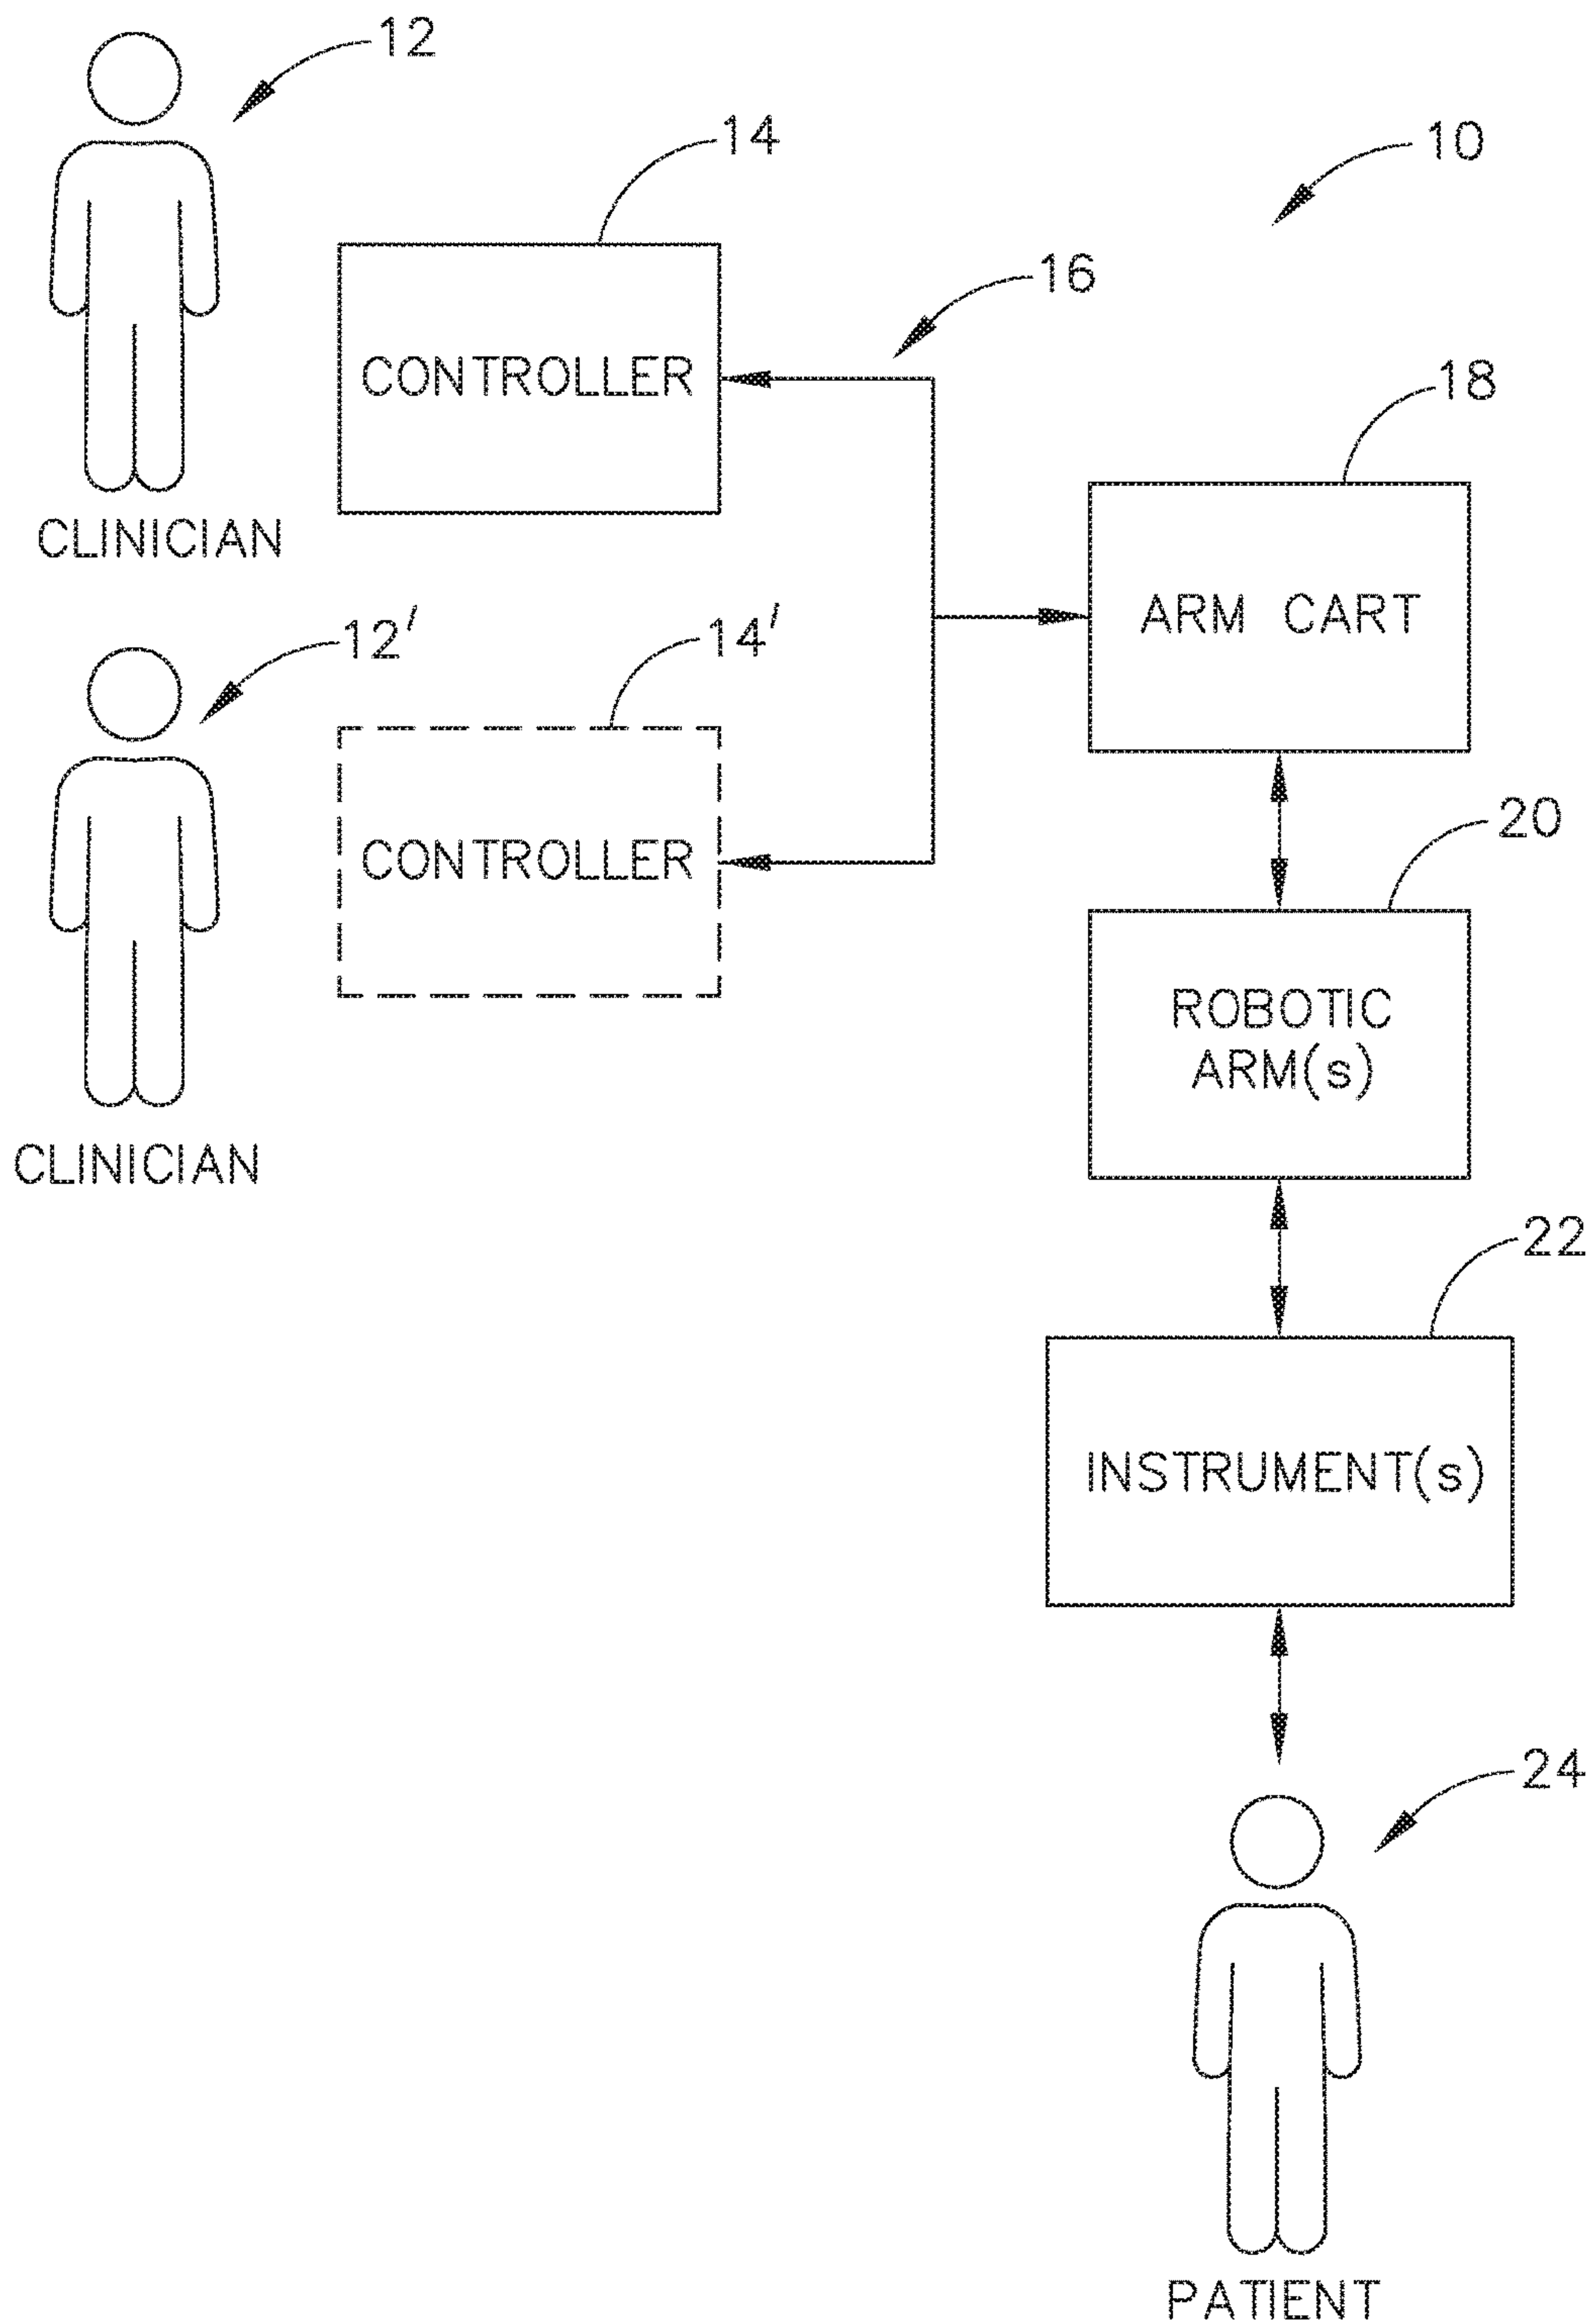 12
14
10
16
CONTROLLER
18
CLINICIAN
ARM CART
12'
14'
20
CONTROLLER
ROBOTIC
ARM(s)
CLINICIAN
22
INSTRUMENT(s)
24
PATIENT